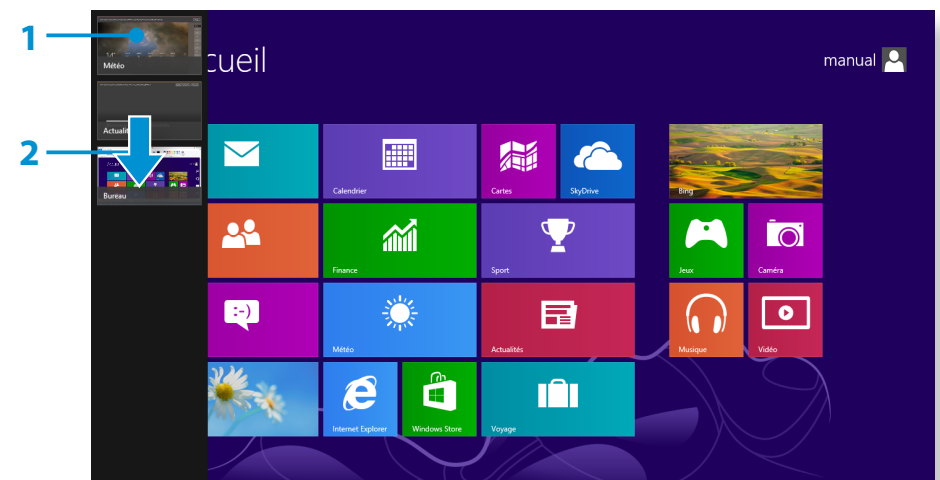 1
Météo
cueil
manual
Actualit
2
Bureau
Calendrier
Cartes
SkyDrive
Bing
Finance
Sport
Jeux
Caméra
:-)
Météo
Actualités
Musique
Vidéo
Internet Explorer
Windows Store
Voyage